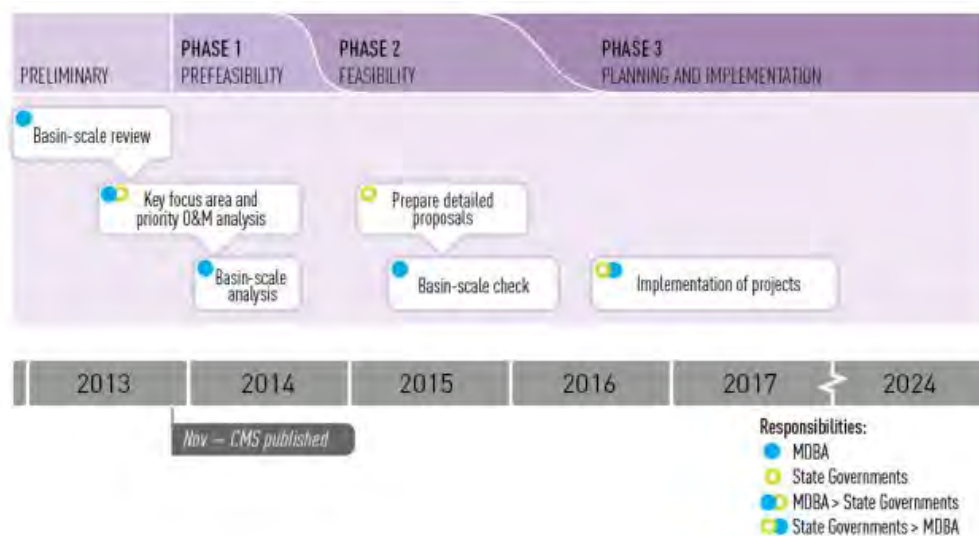 PRELIMINARY
PHASE 1
PREFEASIBILITY
PHASE 2
FEASIBILITY
PHASE 3
PLANNING AND IMPLEMENTATION
Basin-scale review
Key focus area and
priority O&M analysis
Basin-scale
analysis
Prepare detailed
proposals
Basin-scale check
Implementation of projects
2013
2014
2015
2016
2017
2024
Nov – CMS published
Responsibilities:
MDBA
State Governments
MDBA > State Governments
State Governments > MDBA